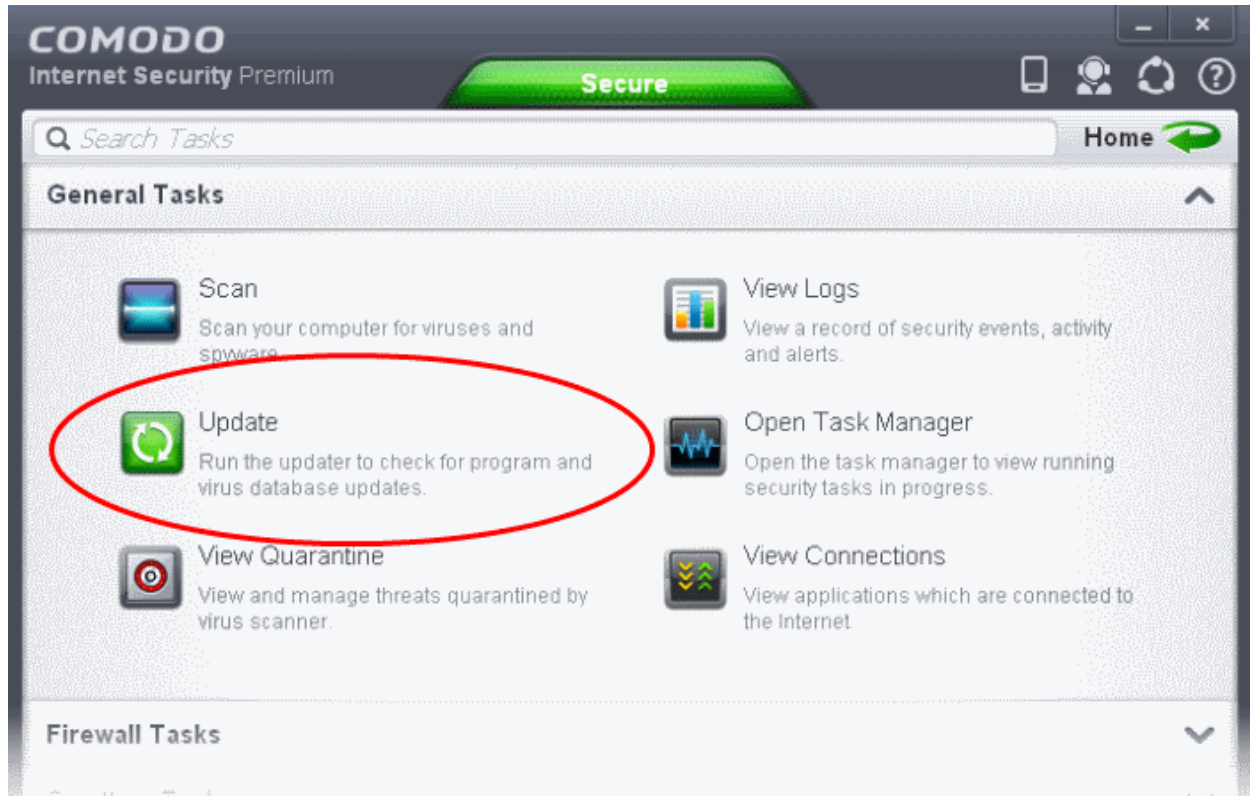 COMODO
Internet Security Premium
Secure
Search Tasks
Home
General Tasks
Scan
Scan your computer for viruses and
spyware.
View Logs
View a record of security events, activity
and alerts.
Update
Run the updater to check for program and
virus database updates.
Open Task Manager
Open the task manager to view running
security tasks in progress.
View Quarantine
View and manage threats quarantined by
virus scanner.
View Connections
View applications which are connected to
the Internet.
Firewall Tasks